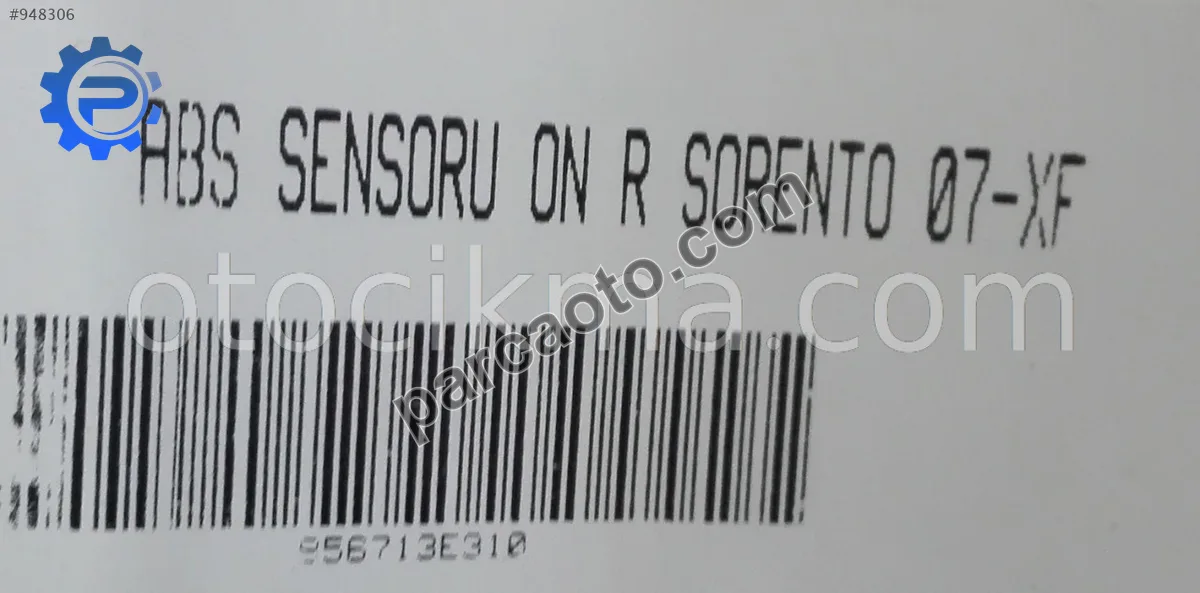 #948306
P
ABS SENSORU ON R SORENTO 07-XF
parcaoto.com
otocikma.com
956713E310